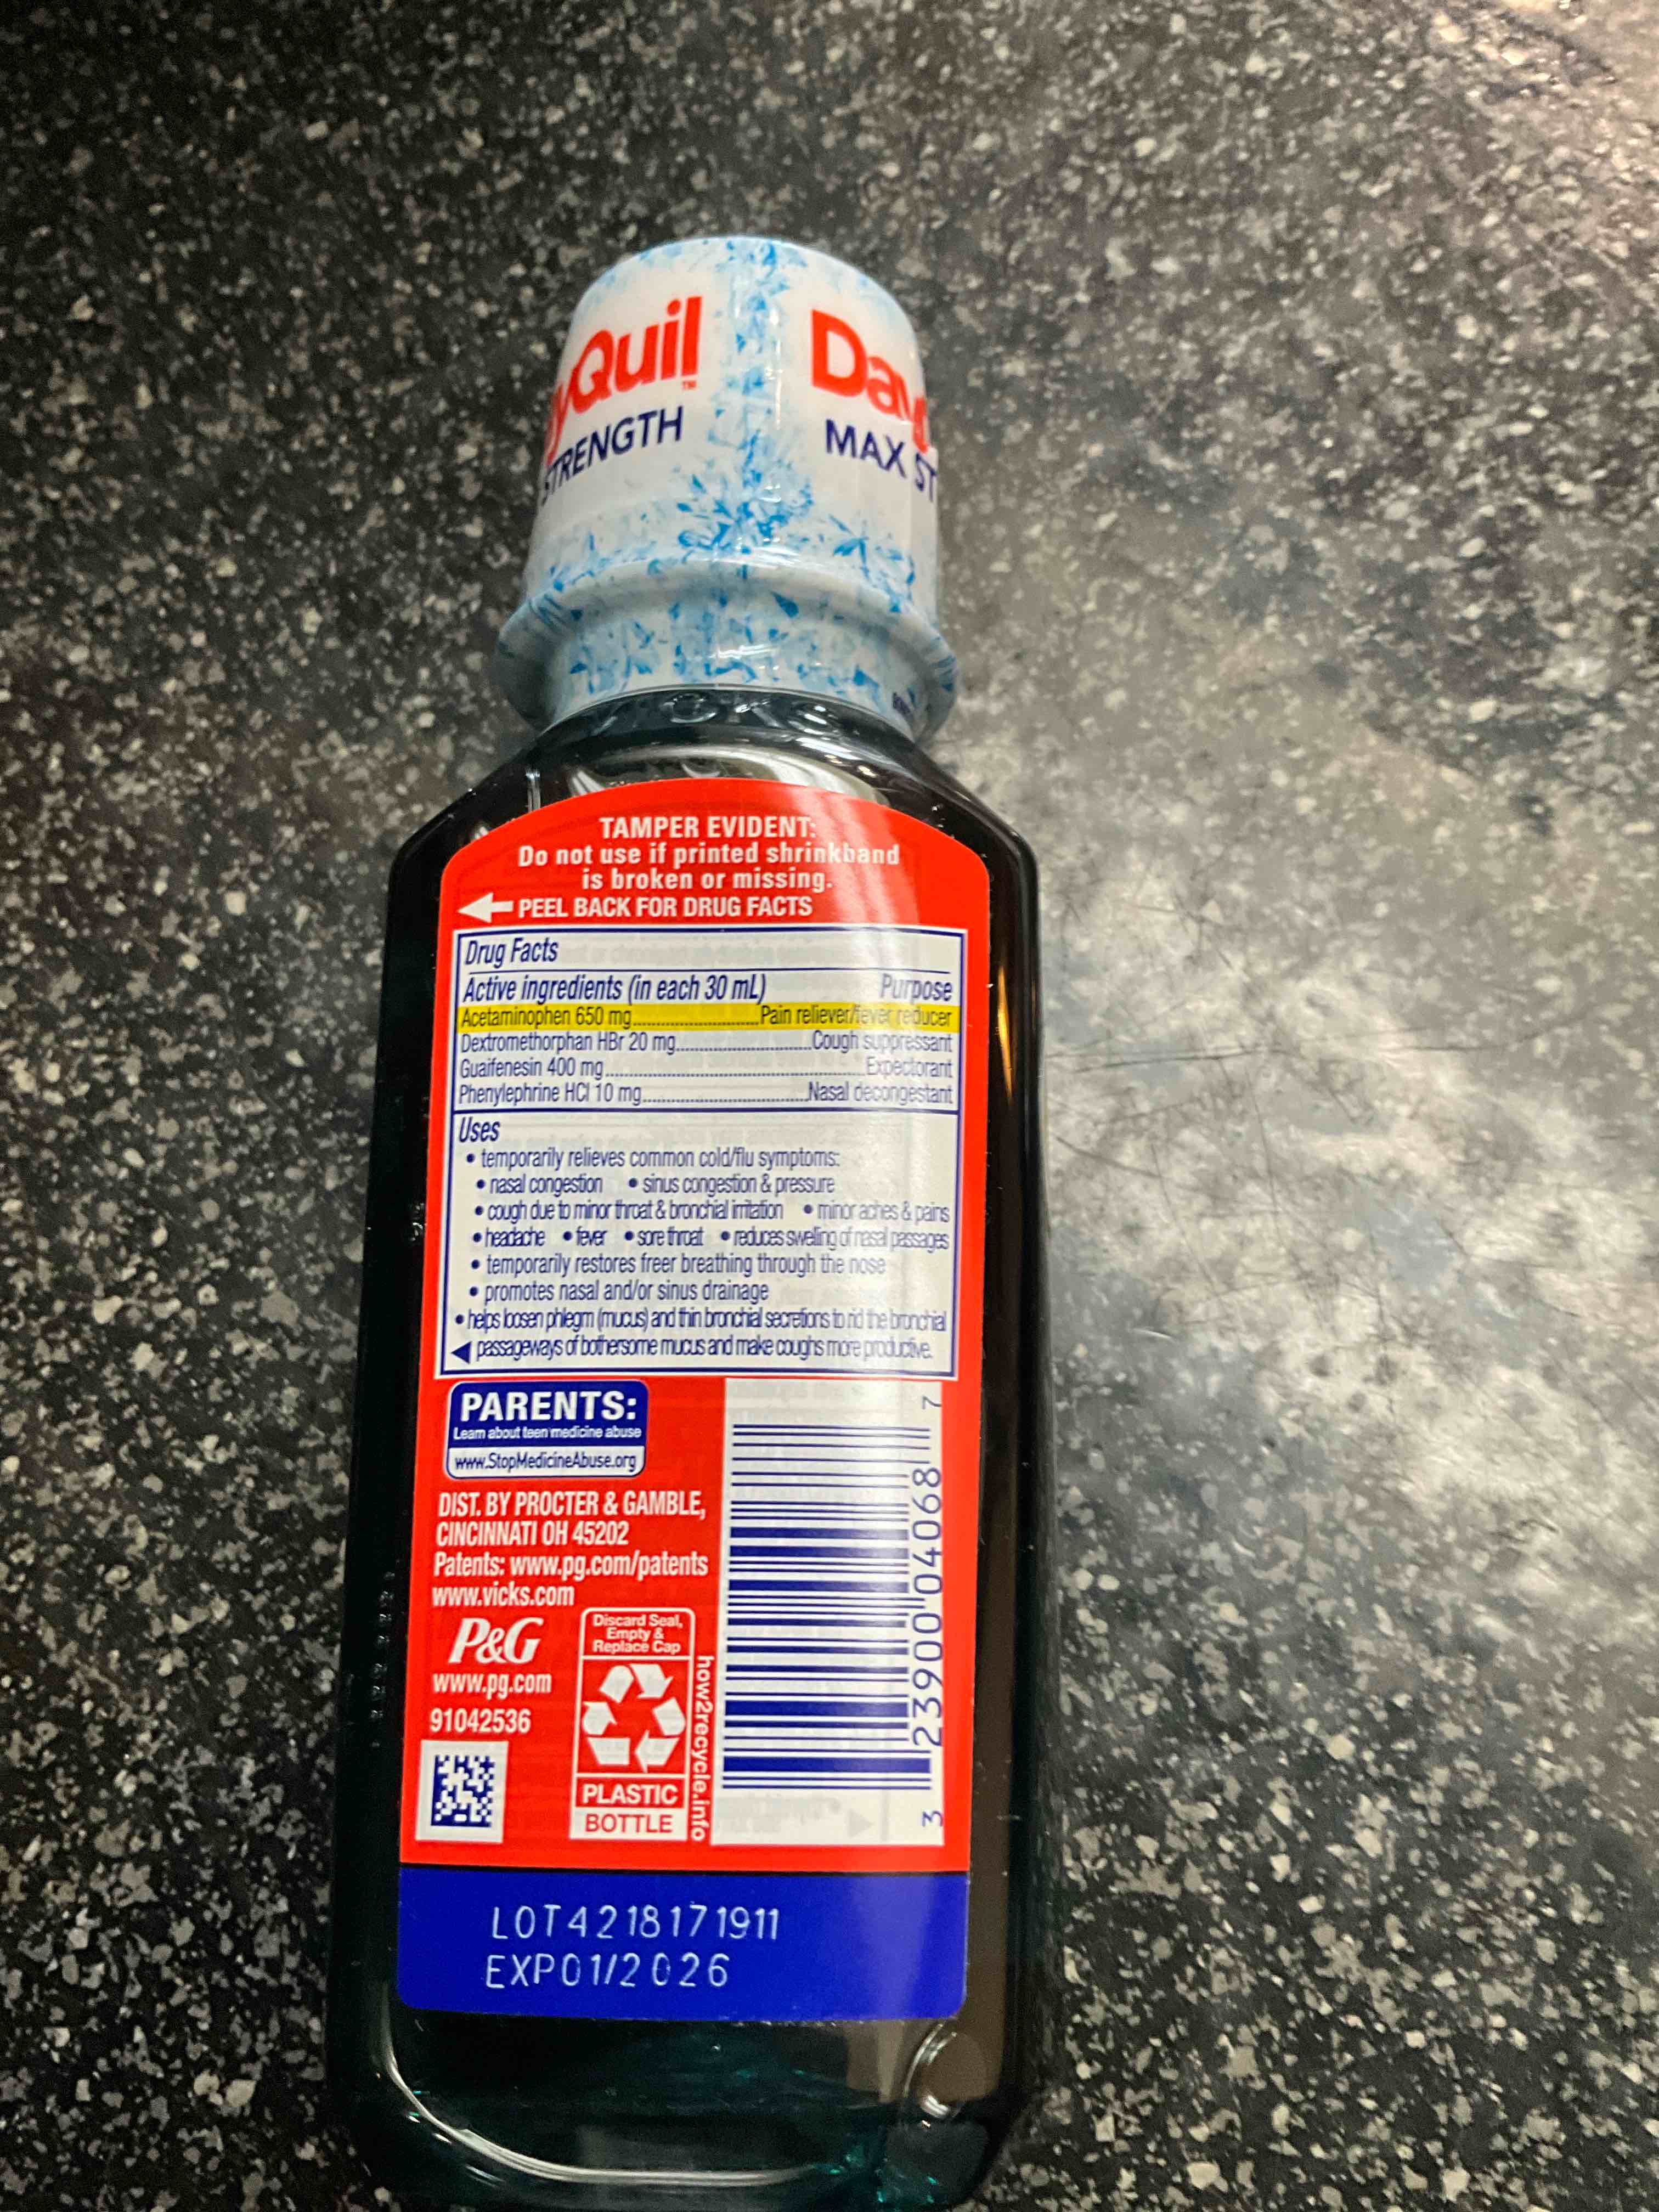 yQuil™
STRENGTH
Day
MAX ST
TAMPER EVIDENT:
Do not use if printed shrinkband
is broken or missing.
PEEL BACK FOR DRUG FACTS
Drug Facts
Active ingredients (in each 30 mL) Purpose
Acetaminophen 650 mg..............................Pain reliever/fever reducer
Dextromethorphan HBr 20 mg..............................Cough suppressant
Guaifenesin 400 mg..............................Expectorant
Phenylephrine HCl 10 mg..............................Nasal decongestant
Uses
• temporarily relieves common cold/flu symptoms:
• nasal congestion • sinus congestion & pressure
• cough due to minor throat & bronchial irritation • minor aches & pains
• headache • fever • sore throat • reduces swelling of nasal passages
• temporarily restores freer breathing through the nose
• promotes nasal and/or sinus drainage
• helps loosen phlegm (mucus) and thin bronchial secretions to rid the bronchial
passageways of bothersome mucus and make coughs more productive.
PARENTS:
Learn about teen medicine abuse
www.StopMedicineAbuse.org
DIST. BY PROCTER & GAMBLE,
CINCINNATI OH 45202
Patents: www.pg.com/patents
www.vicks.com
P&G
www.pg.com
91042536
Discard Seal,
Empty &
Replace Cap
PLASTIC
BOTTLE
how2recycle.info
3 23900 04068 7
LOT4218171911
EXP01/2026